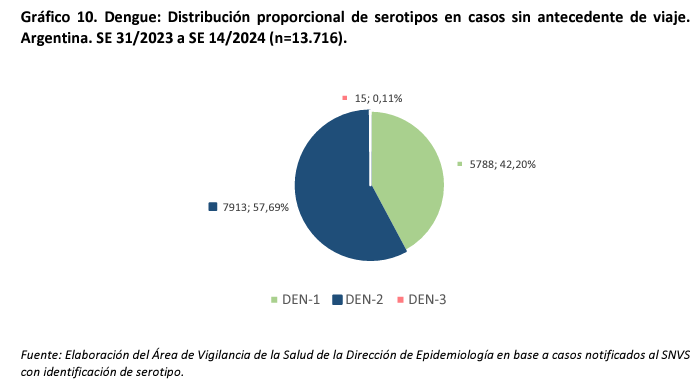 Gráfico 10. Dengue: Distribución proporcional de serotipos en casos sin antecedente de viaje.
Argentina. SE 31/2023 a SE 14/2024 (n=13.716).
15; 0,11%
5788; 42,20%
7913; 57,69%
DEN-1 DEN-2 DEN-3
Fuente: Elaboración del Área de Vigilancia de la Salud de la Dirección de Epidemiología en base a casos notificados al SNVS
con identificación de serotipo.